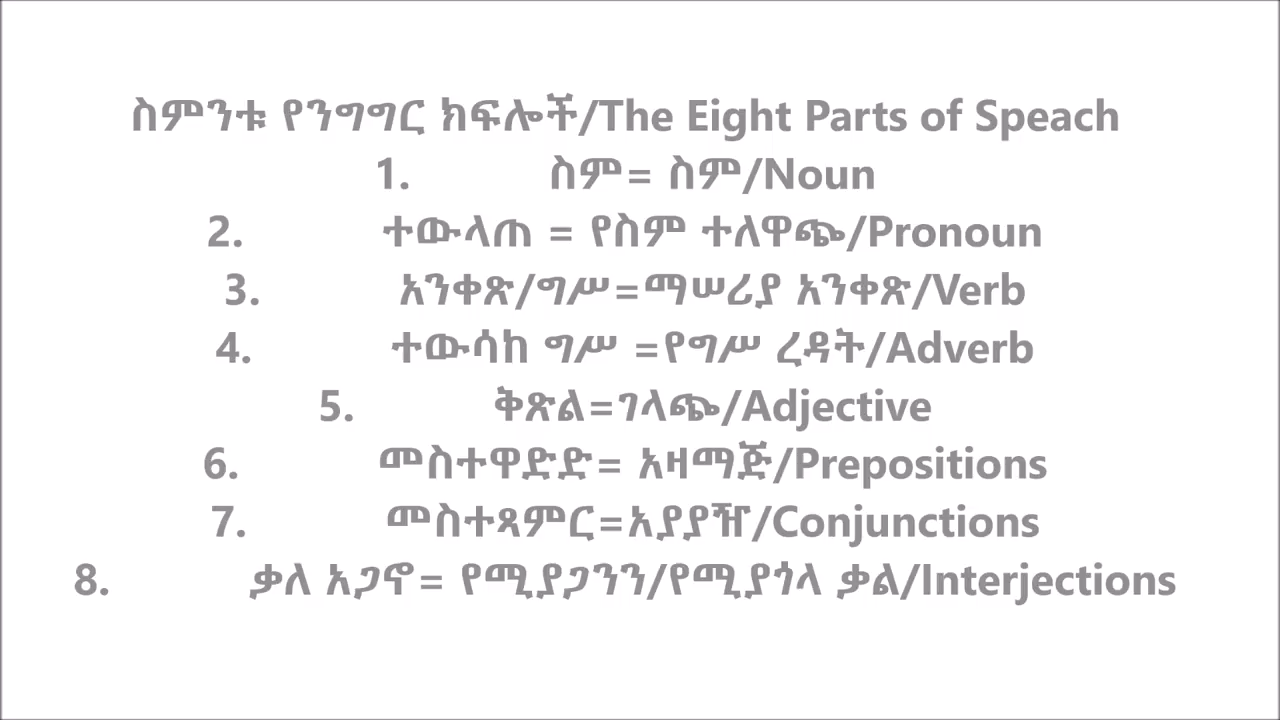 ስምንቱ የንግግር ክፍሎች/The Eight Parts of Speach
1. ስም= ስም/Noun
2. ተውላጠ = የስም ተለዋጭ/Pronoun
3. አንቀጽ/ግሥ=ማሠሪያ አንቀጽ/Verb
4. ተውሳከ ግሥ =የግሥ ረዳት/Adverb
5. ቅጽል=ገላጭ/Adjective
6. መስተዋድድ= አዛማጅ/Prepositions
7. መስተጻምር=አያያዥ/Conjunctions
8. ቃለ አጋኖ= የሚያጋንን/የሚያጎላ ቃል/Interjections